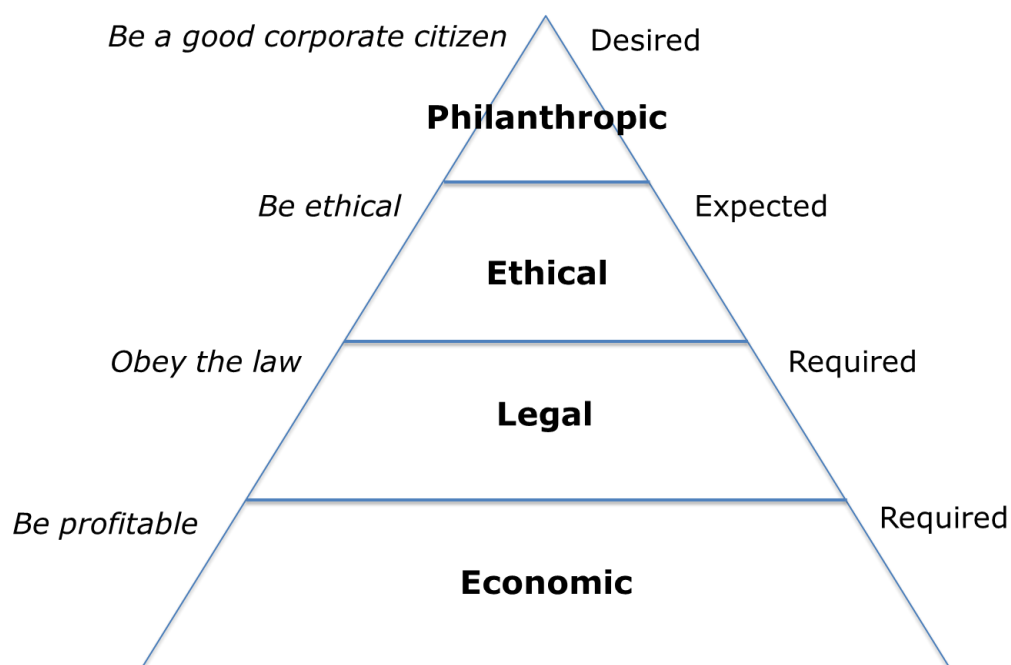 Be a good corporate citizen
Desired
Philanthropic
Be ethical
Expected
Ethical
Obey the law
Required
Legal
Be profitable
Required
Economic